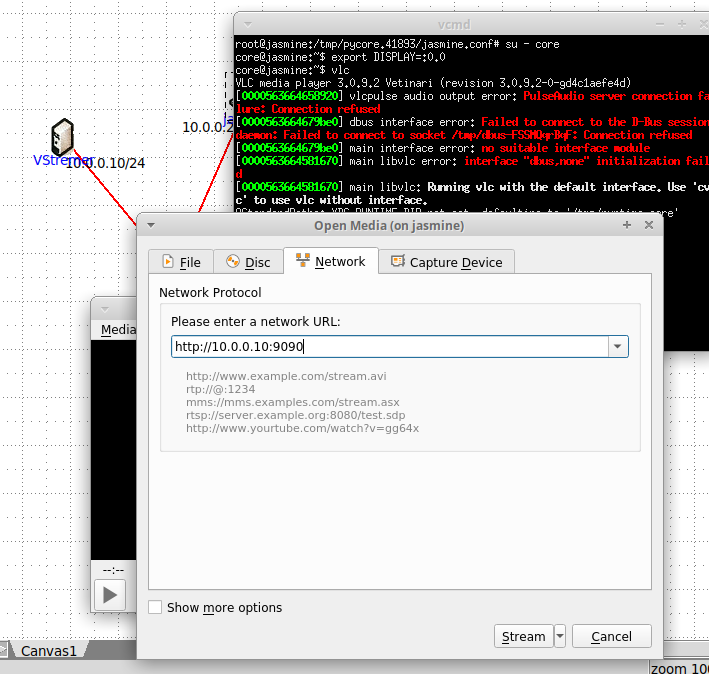 vcmd
root@jasmine:/tmp/pycore.41893/jasmine.conf# su - core
core@jasmine:~$ export DISPLAY=:0.0
core@jasmine:~$ vlc
VLC media player 3.0.9.2 Vetinari (revision 3.0.9.2-0-gd4c1aefe4d)
[0000563664658920] vlcpulse audio output error: PulseAudio server connection fa
lure: Connection refused
[0000563664679be0] dbus interface error: Failed to connect to the D-Bus session
daemon: Failed to connect to socket /tmp/dbus-FSSMQqrDqF: Connection refused
[0000563664679be0] main interface error: no suitable interface module
[0000563664581670] main libvlc error: interface "dbus,none" initialization fail
d
[0000563664581670] main libvlc: Running vlc with the default interface. Use 'cv
c' to use vlc without interface.
10.0.0.2
VStremer
10.0.0.10/24
Open Media (on jasmine)
File
Disc
Network
Capture Device
Network Protocol
Please enter a network URL:
http://10.0.0.10:9090
http://www.example.com/stream.avi
rtp://@:1234
mms://mms.examples.com/stream.asx
rtsp://server.example.org:8080/test.sdp
http://www.yourtube.com/watch?v=gg64x
Media
--:--
Show more options
Stream
Cancel
Canvas1
zoom 100